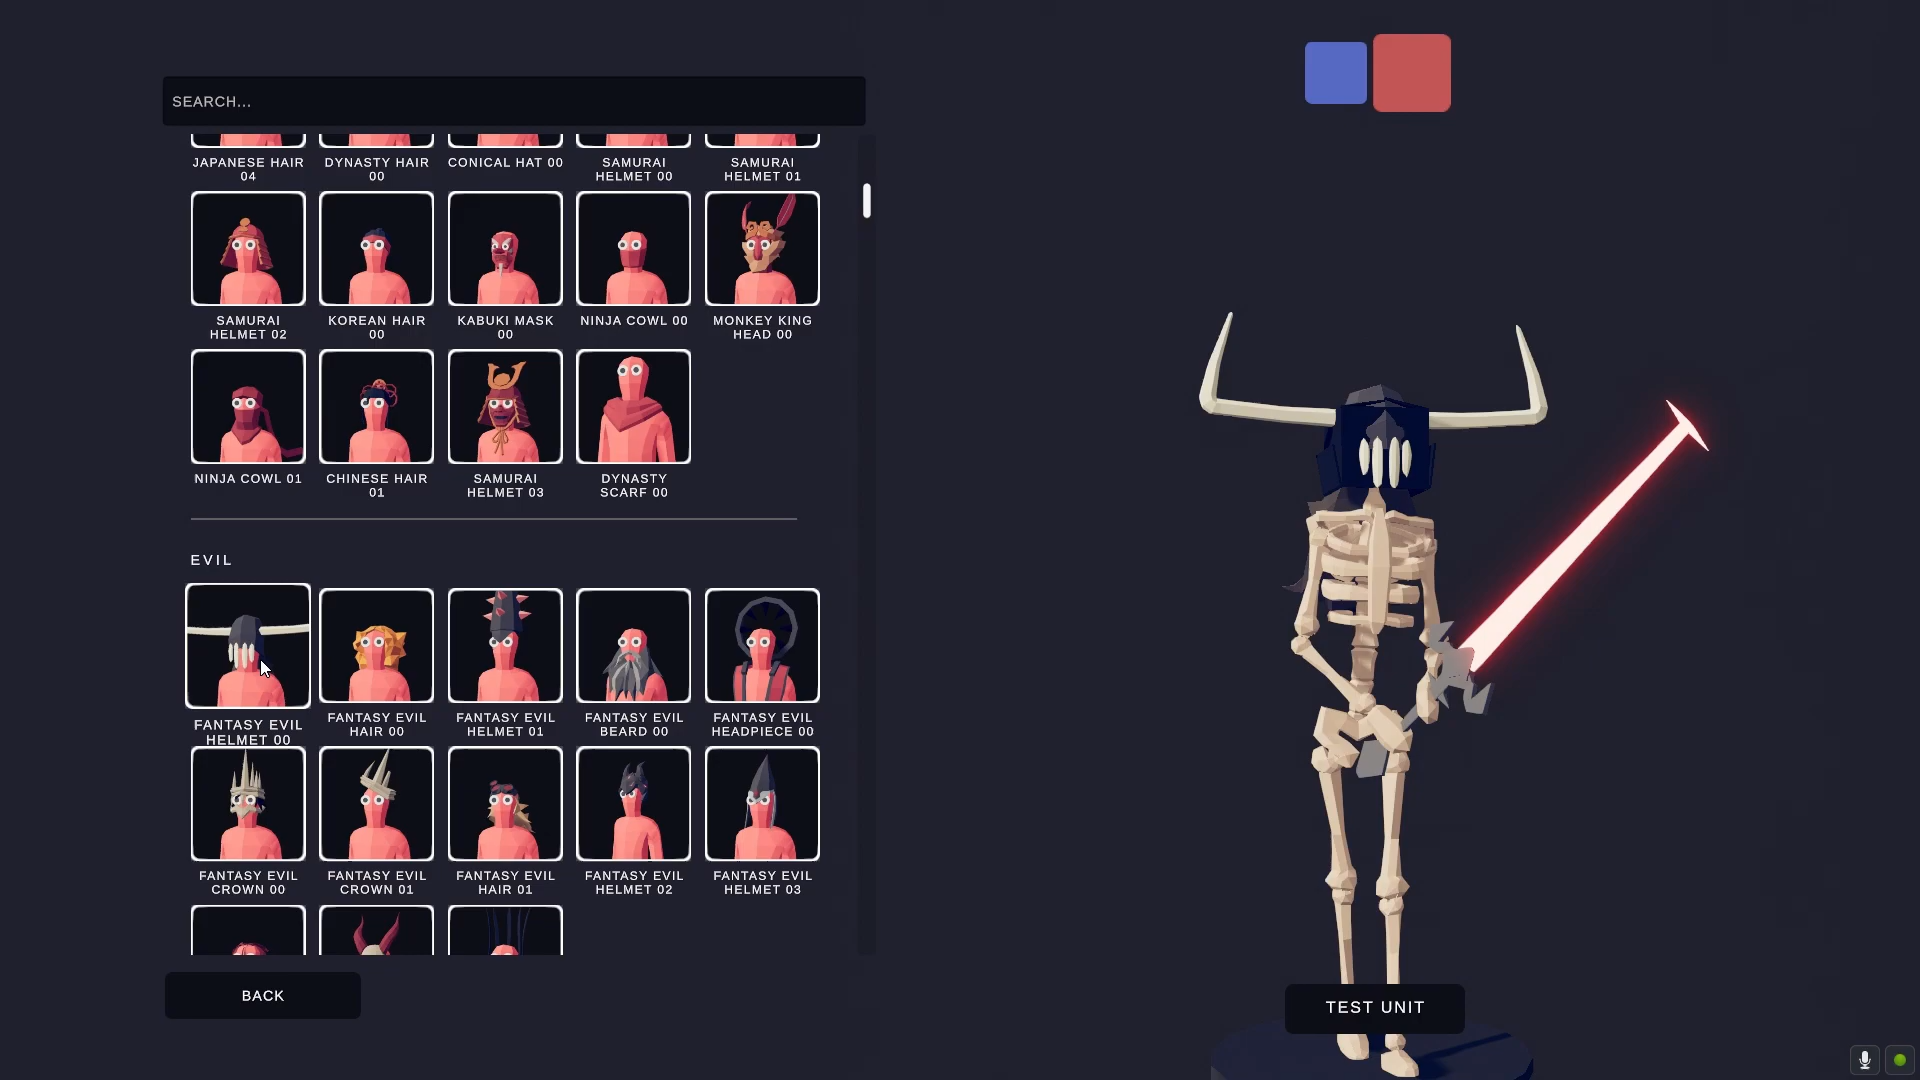 SEARCH...
JAPANESE HAIR
04
DYNASTY HAIR
00
CONICAL HAT 00
SAMURAI
HELMET 00
SAMURAI
HELMET 01
SAMURAI
HELMET 02
KOREAN HAIR
00
KABUKI MASK
00
NINJA COWL 00
MONKEY KING
HEAD 00
NINJA COWL 01
CHINESE HAIR
01
SAMURAI
HELMET 03
DYNASTY
SCARF 00
EVIL
FANTASY EVIL
HELMET 00
FANTASY EVIL
HAIR 00
FANTASY EVIL
HELMET 01
FANTASY EVIL
BEARD 00
FANTASY EVIL
HEADPIECE 00
FANTASY EVIL
CROWN 00
FANTASY EVIL
CROWN 01
FANTASY EVIL
HAIR 01
FANTASY EVIL
HELMET 02
FANTASY EVIL
HELMET 03
BACK
TEST UNIT